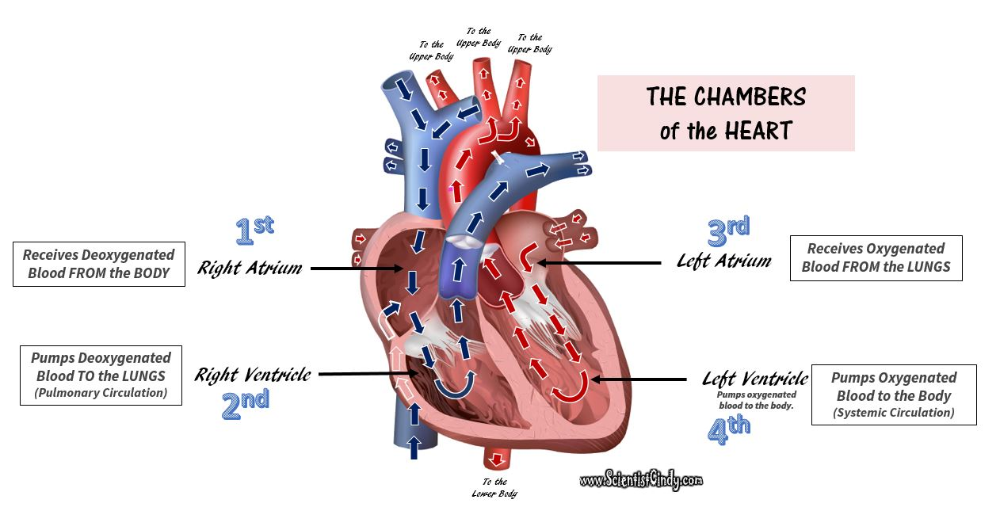 To the
Upper Body
To the
Upper Body
To the
Upper Body
THE CHAMBERS
of the HEART
1st
Receives Deoxygenated
Blood FROM the BODY
Right Atrium
3rd
Left Atrium
Receives Oxygenated
Blood FROM the LUNGS
Pumps Deoxygenated
Blood TO the LUNGS
(Pulmonary Circulation)
Right Ventricle
2nd
Left Ventricle
Pumps oxygenated
blood to the body.
4th
Pumps Oxygenated
Blood to the Body
(Systemic Circulation)
www.ScientistCindy.com
To the
Lower Body